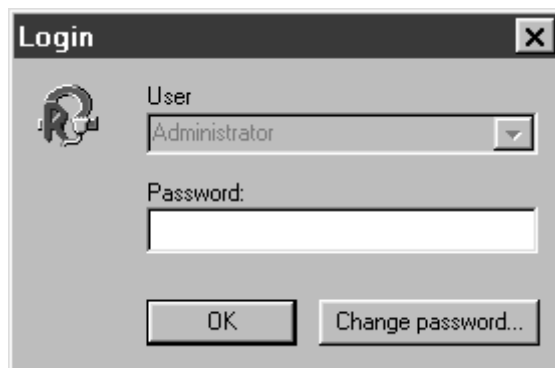 Login
User
Administrator
Password:
OK
Change password...